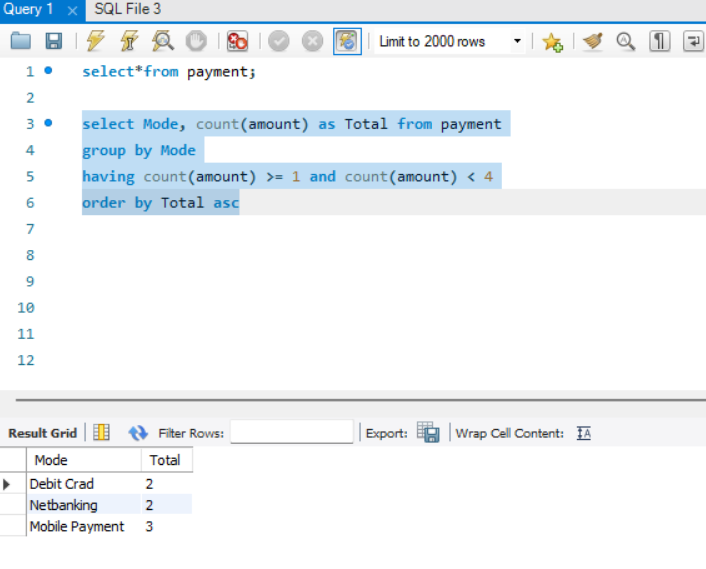 Query 1 × SQL File 3
Limit to 2000 rows
1 select*from payment;
2
3 select Mode, count(amount) as Total from payment
4 group by Mode
5 having count(amount) >= 1 and count(amount) < 4
6 order by Total asc
7
8
9
10
11
12
Result Grid Filter Rows: Export: Wrap Cell Content: IA
Mode Total
Debit Crad 2
Netbanking 2
Mobile Payment 3